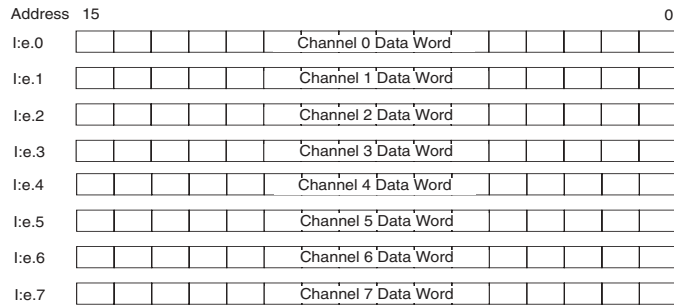 Address 15 0
I:e.0 Channel 0 Data Word
I:e.1 Channel 1 Data Word
I:e.2 Channel 2 Data Word
I:e.3 Channel 3 Data Word
I:e.4 Channel 4 Data Word
I:e.5 Channel 5 Data Word
I:e.6 Channel 6 Data Word
I:e.7 Channel 7 Data Word